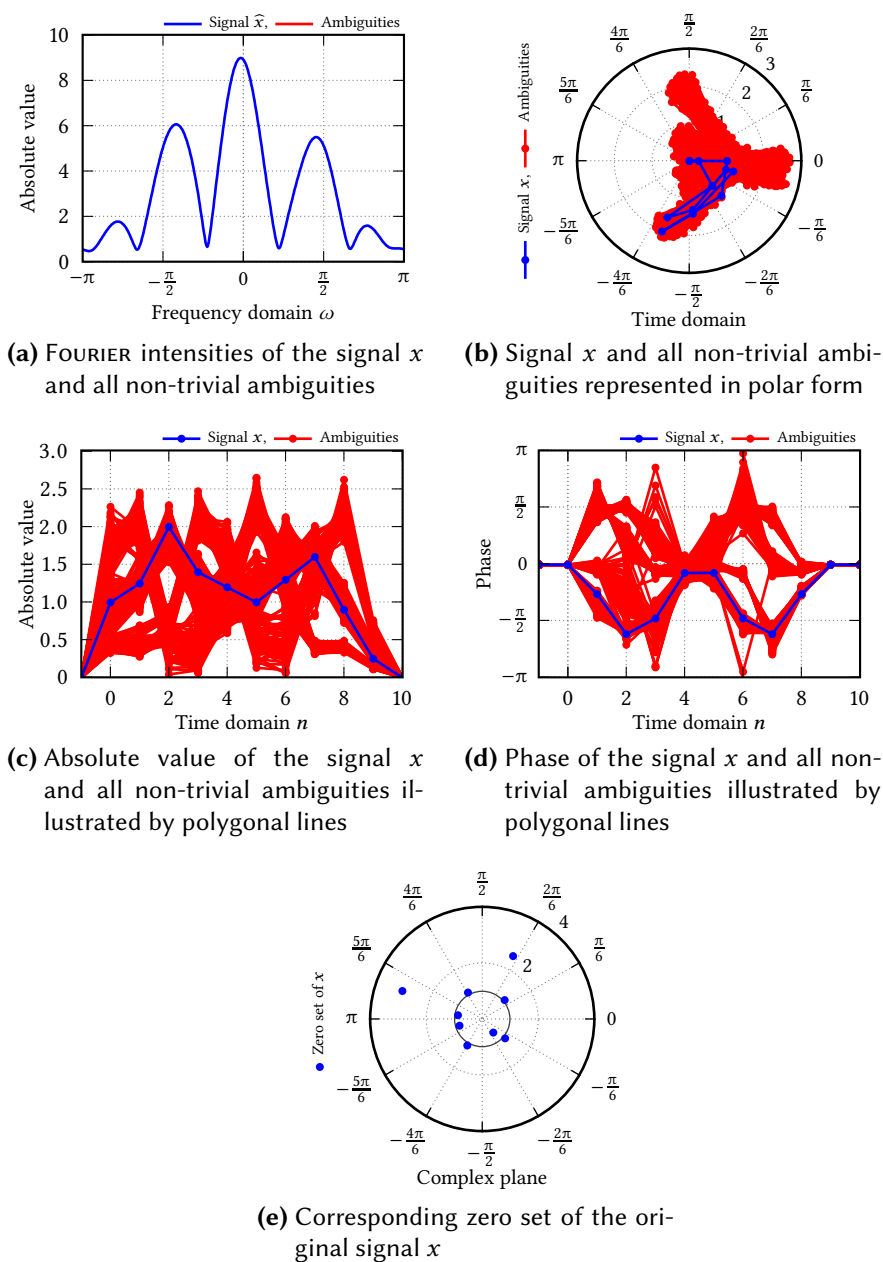 Signal x̂, Ambiguities
Absolute value
10
8
6
4
2
0
−π
−π/2
0
π/2
π
Frequency domain ω
(a) Fourier intensities of the signal x
and all non-trivial ambiguities
Signal x, Ambiguities
π/2
4π/6
2π/6
5π/6
π/6
π
0
−5π/6
−π/6
−4π/6
−2π/6
−π/2
3
2
1
Time domain
(b) Signal x and all non-trivial ambi-
guities represented in polar form
Signal x, Ambiguities
Absolute value
3.0
2.5
2.0
1.5
1.0
0.5
0
0 2 4 6 8 10
Time domain n
(c) Absolute value of the signal x
and all non-trivial ambiguities il-
lustrated by polygonal lines
Signal x, Ambiguities
Phase
π
π/2
0
−π/2
−π
0 2 4 6 8 10
Time domain n
(d) Phase of the signal x and all non-
trivial ambiguities illustrated by
polygonal lines
Zero set of x
π/2
4π/6
2π/6
5π/6
π/6
π
0
−5π/6
−π/6
−4π/6
−2π/6
−π/2
4
2
Complex plane
(e) Corresponding zero set of the ori-
ginal signal x